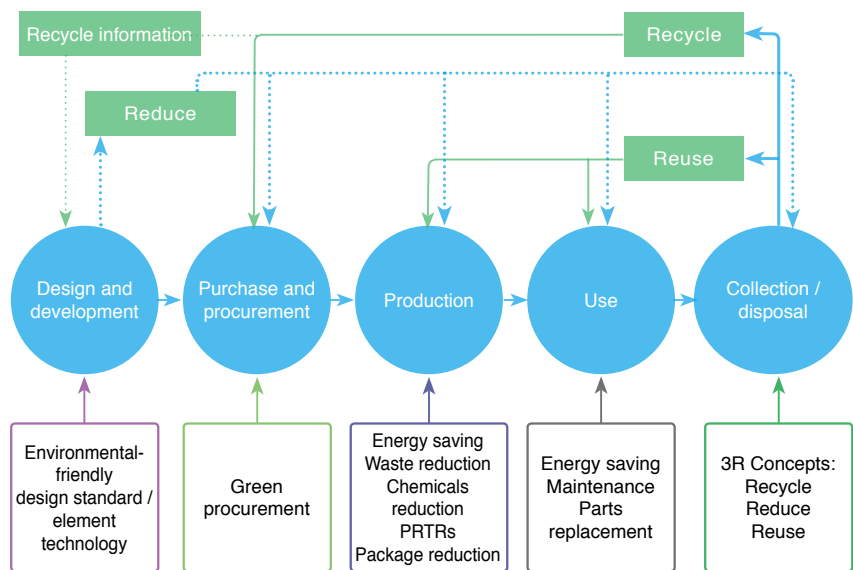 Recycle information
Recycle
Reduce
Reuse
Design and
development
Purchase and
procurement
Production
Use
Collection /
disposal
Environmental-
friendly
design standard /
element
technology
Green
procurement
Energy saving
Waste reduction
Chemicals
reduction
PRTRs
Package reduction
Energy saving
Maintenance
Parts
replacement
3R Concepts:
Recycle
Reduce
Reuse